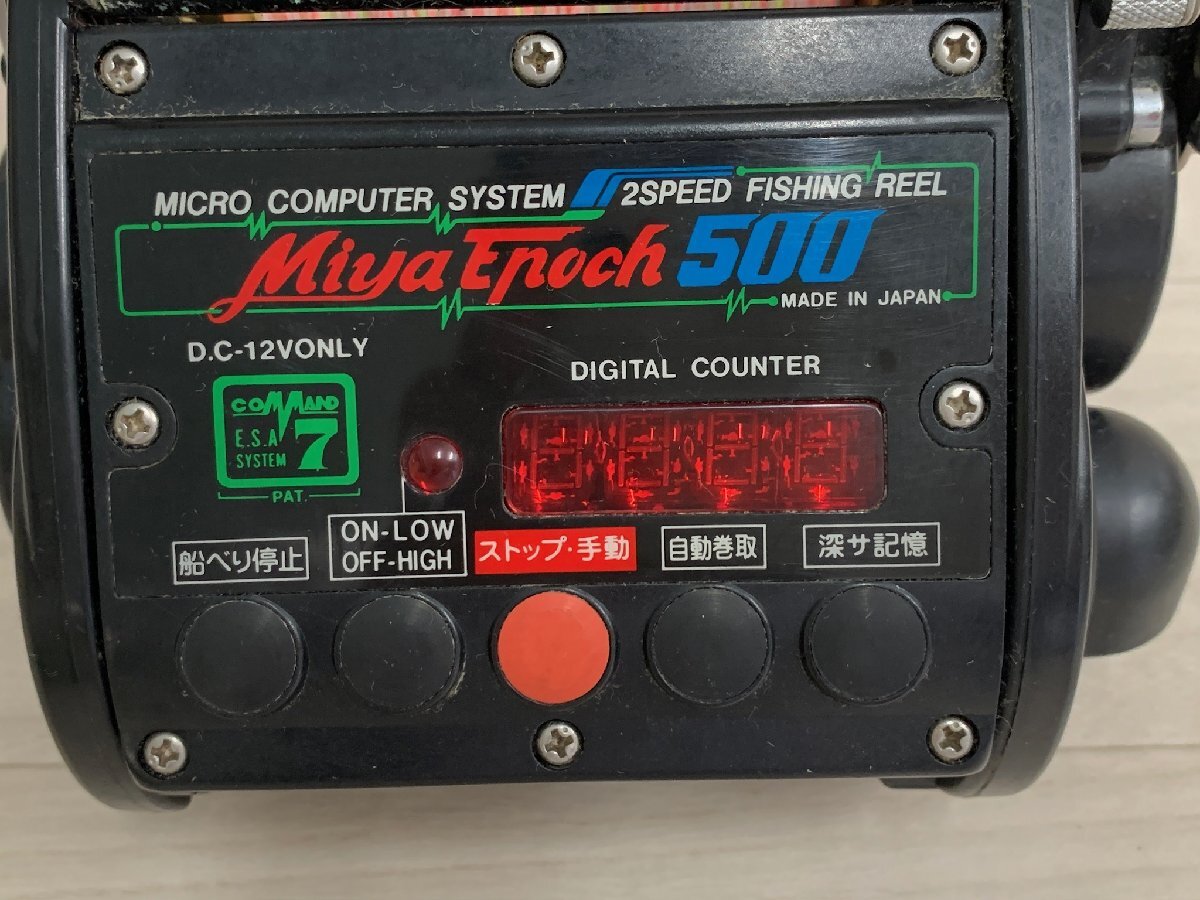 MICRO COMPUTER SYSTEM 2SPEED FISHING REEL
Miya Epoch 500
MADE IN JAPAN
D.C-12VONLY
DIGITAL COUNTER
COMMAND
E.S.A 7
SYSTEM
PAT.
ON-LOW
OFF-HIGH
船べり停止
ストップ・手動
自動巻取
深サ記憶